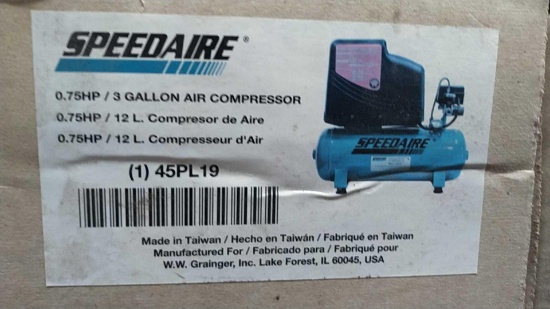 SPEEDAIRE®
0.75HP / 3 GALLON AIR COMPRESSOR
0.75HP / 12 L. Compresor de Aire
0.75HP / 12 L. Compresseur d'Air
(1) 45PL19
SPEEDAIRE
Made in Taiwan / Hecho en Taiwán / Fabriqué en Taiwan
Manufactured For / Fabricado para / Fabriqué pour
W.W. Grainger, Inc. Lake Forest, IL 60045, USA